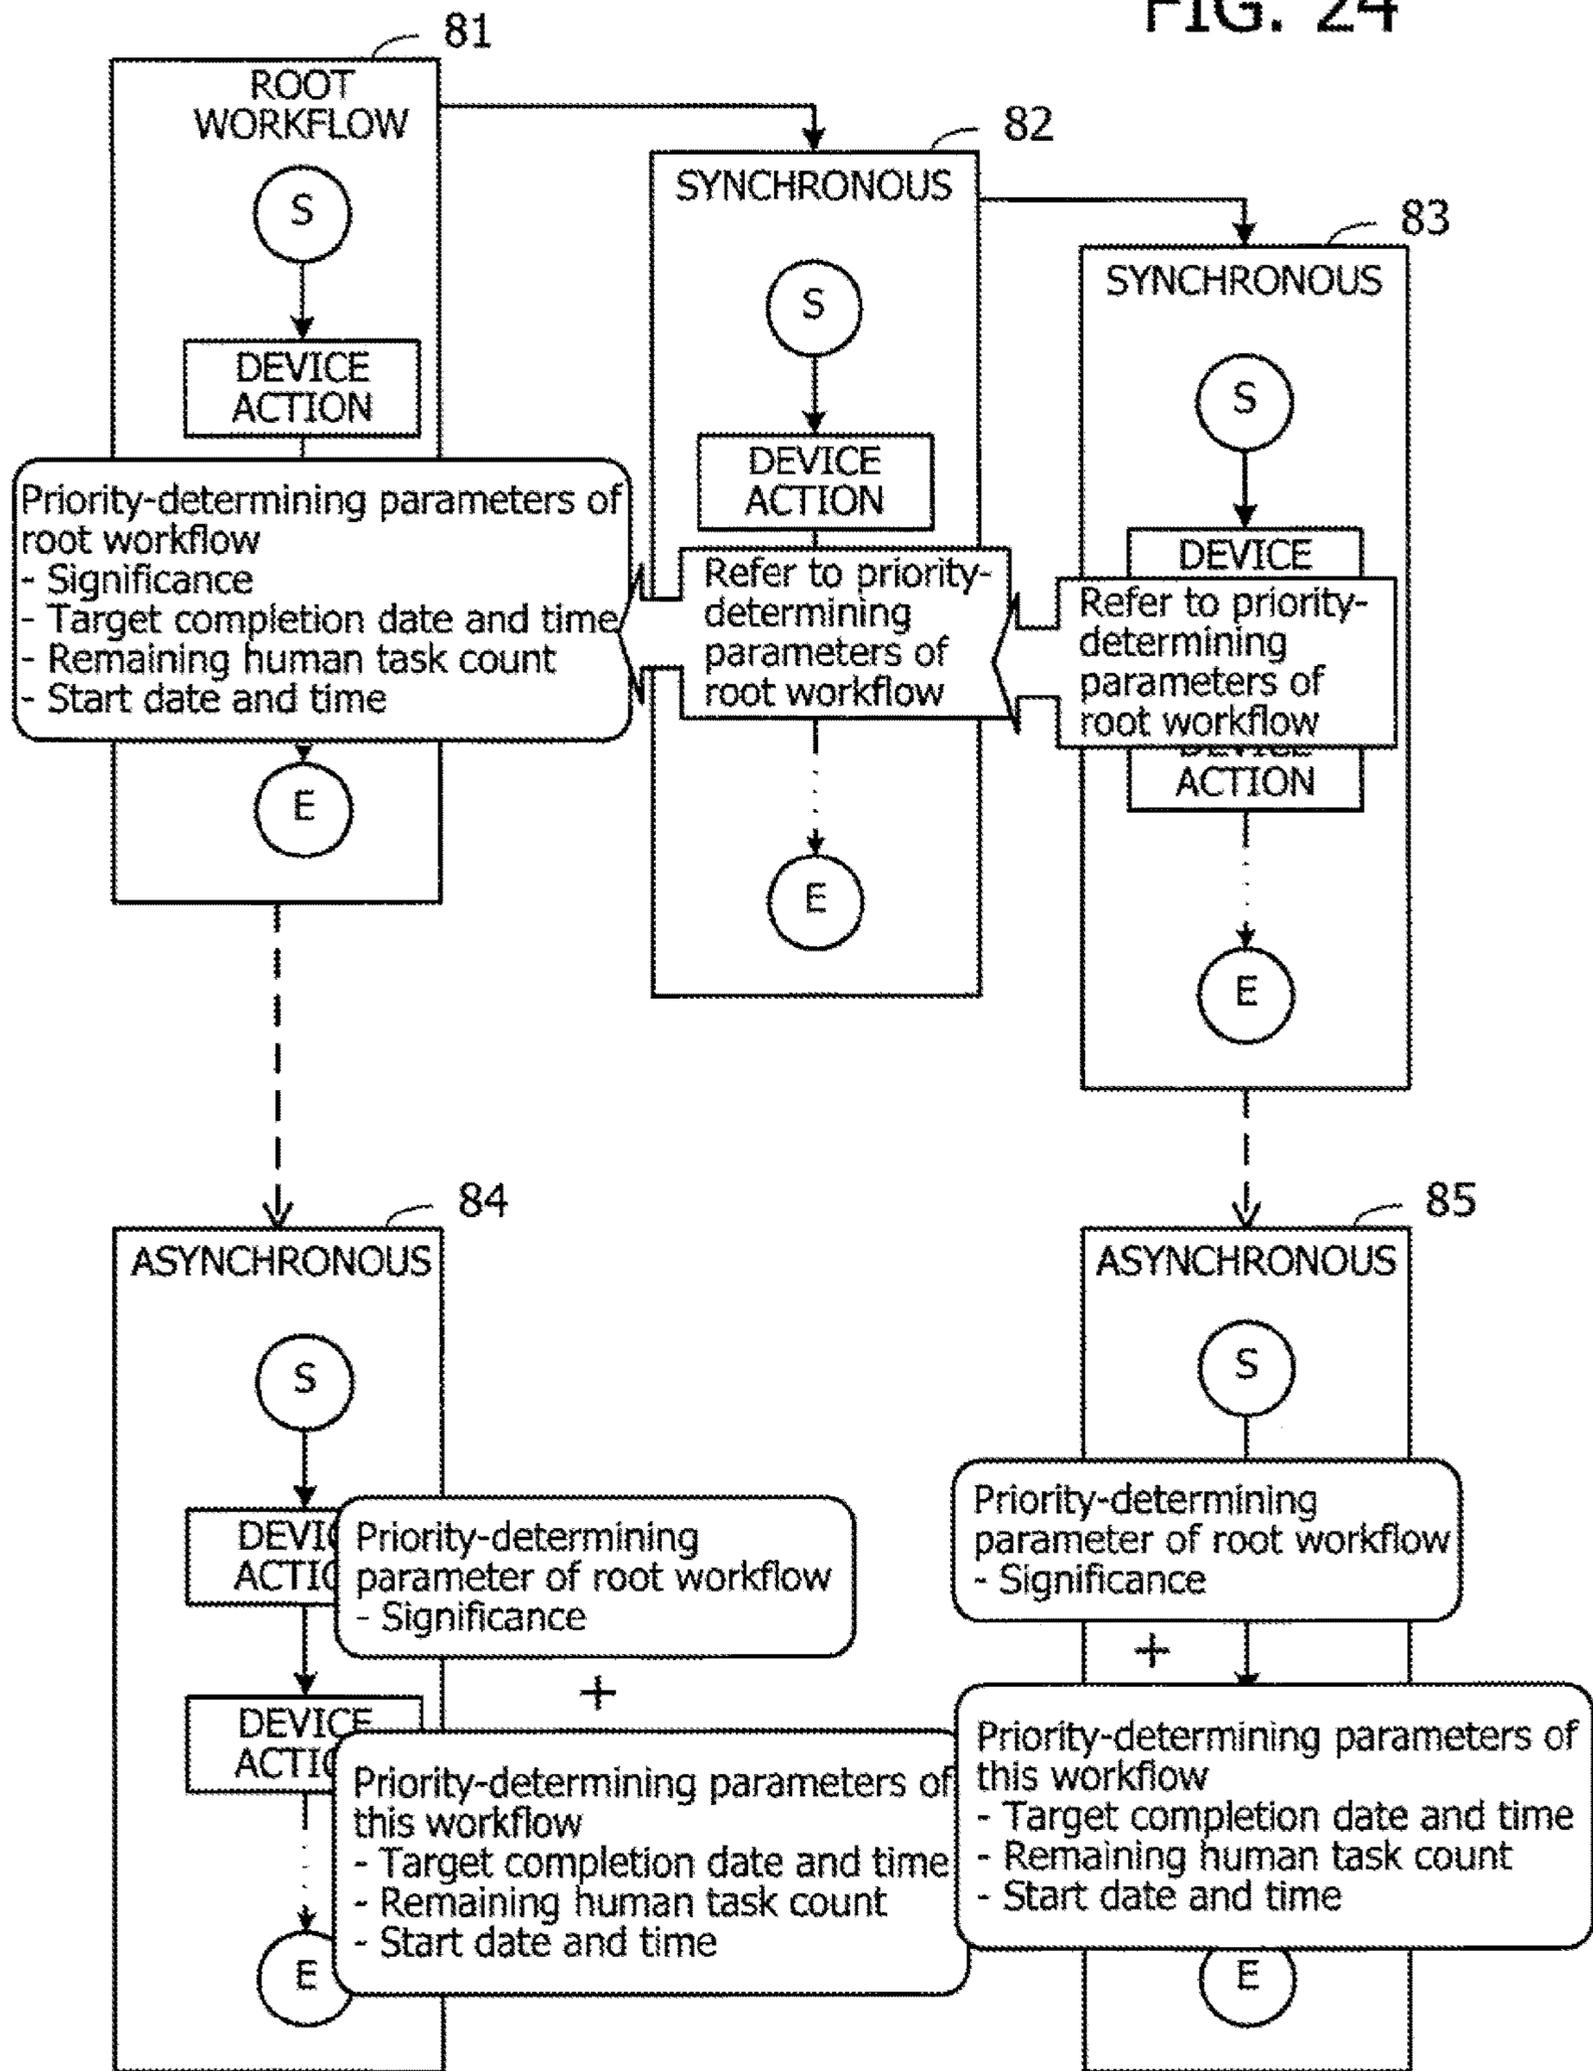 FIG. 24
81
ROOT
WORKFLOW
S
DEVICE
ACTION
Priority-determining parameters of
root workflow
- Significance
- Target completion date and time
- Remaining human task count
- Start date and time
E
82
SYNCHRONOUS
S
DEVICE
ACTION
Refer to priority-
determining
parameters of
root workflow
E
83
SYNCHRONOUS
S
DEVICE
Refer to priority-
determining
parameters of
root workflow
DEVICE
ACTION
E
84
ASYNCHRONOUS
S
DEVIC
ACTIO
Priority-determining
parameter of root workflow
- Significance
+
DEVICE
ACTIO
Priority-determining parameters of
this workflow
- Target completion date and time
- Remaining human task count
- Start date and time
E
85
ASYNCHRONOUS
S
Priority-determining
parameter of root workflow
- Significance
+
Priority-determining parameters of
this workflow
- Target completion date and time
- Remaining human task count
- Start date and time
E